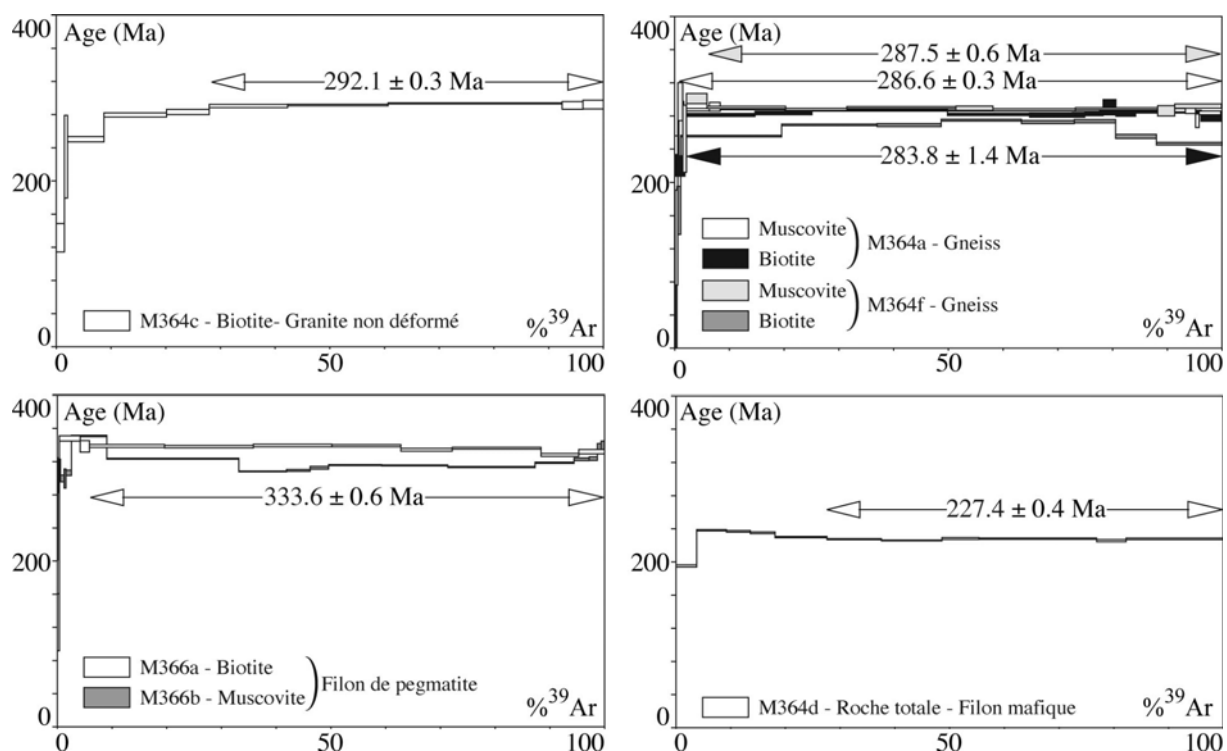 400
Age (Ma)
292.1 ± 0.3 Ma
200
M364c - Biotite- Granite non déformé
%³⁹Ar
0
0
50
100
400
Age (Ma)
287.5 ± 0.6 Ma
286.6 ± 0.3 Ma
200
283.8 ± 1.4 Ma
Muscovite
Biotite
M364a - Gneiss
Muscovite
Biotite
M364f - Gneiss
%³⁹Ar
0
0
50
100
400
Age (Ma)
333.6 ± 0.6 Ma
200
M366a - Biotite
M366b - Muscovite
Filon de pegmatite
%³⁹Ar
0
0
50
100
400
Age (Ma)
227.4 ± 0.4 Ma
200
%³⁹Ar
M364d - Roche totale - Filon mafique
0
0
50
100